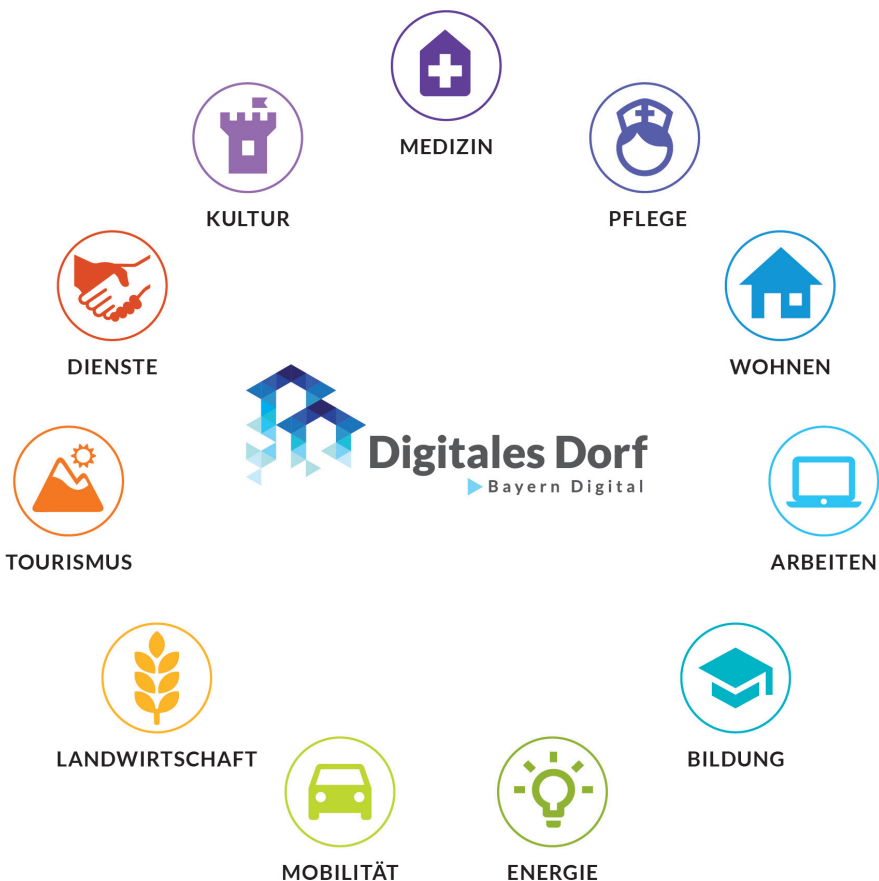 MEDIZIN
KULTUR
PFLEGE
DIENSTE
WOHNEN
Digitales Dorf
Bayern Digital
TOURISMUS
ARBEITEN
LANDWIRTSCHAFT
BILDUNG
MOBILITÄT
ENERGIE